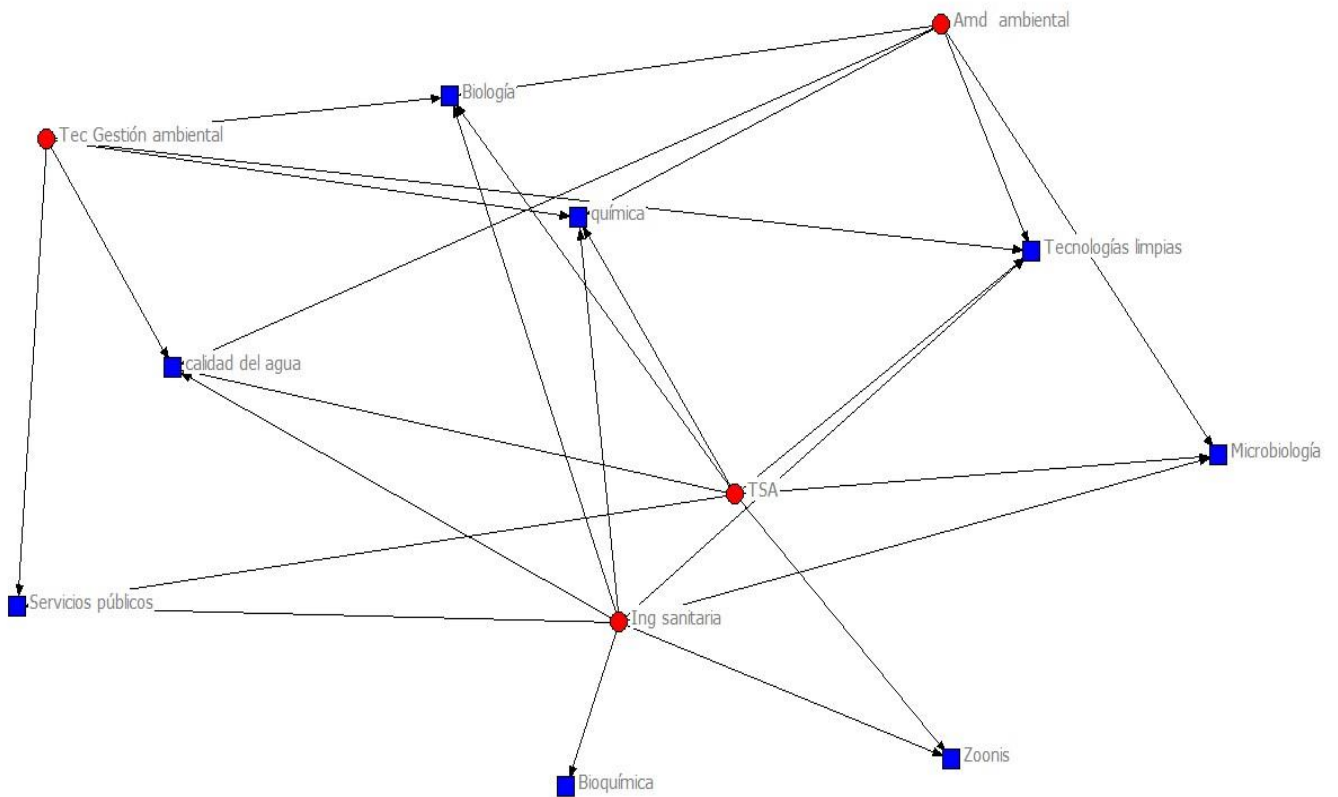 Amd ambiental
Biología
Tec Gestión ambiental
química
Tecnologías limpias
calidad del agua
Microbiología
TSA
Servicios públicos
Ing sanitaria
Zoonis
Bioquímica